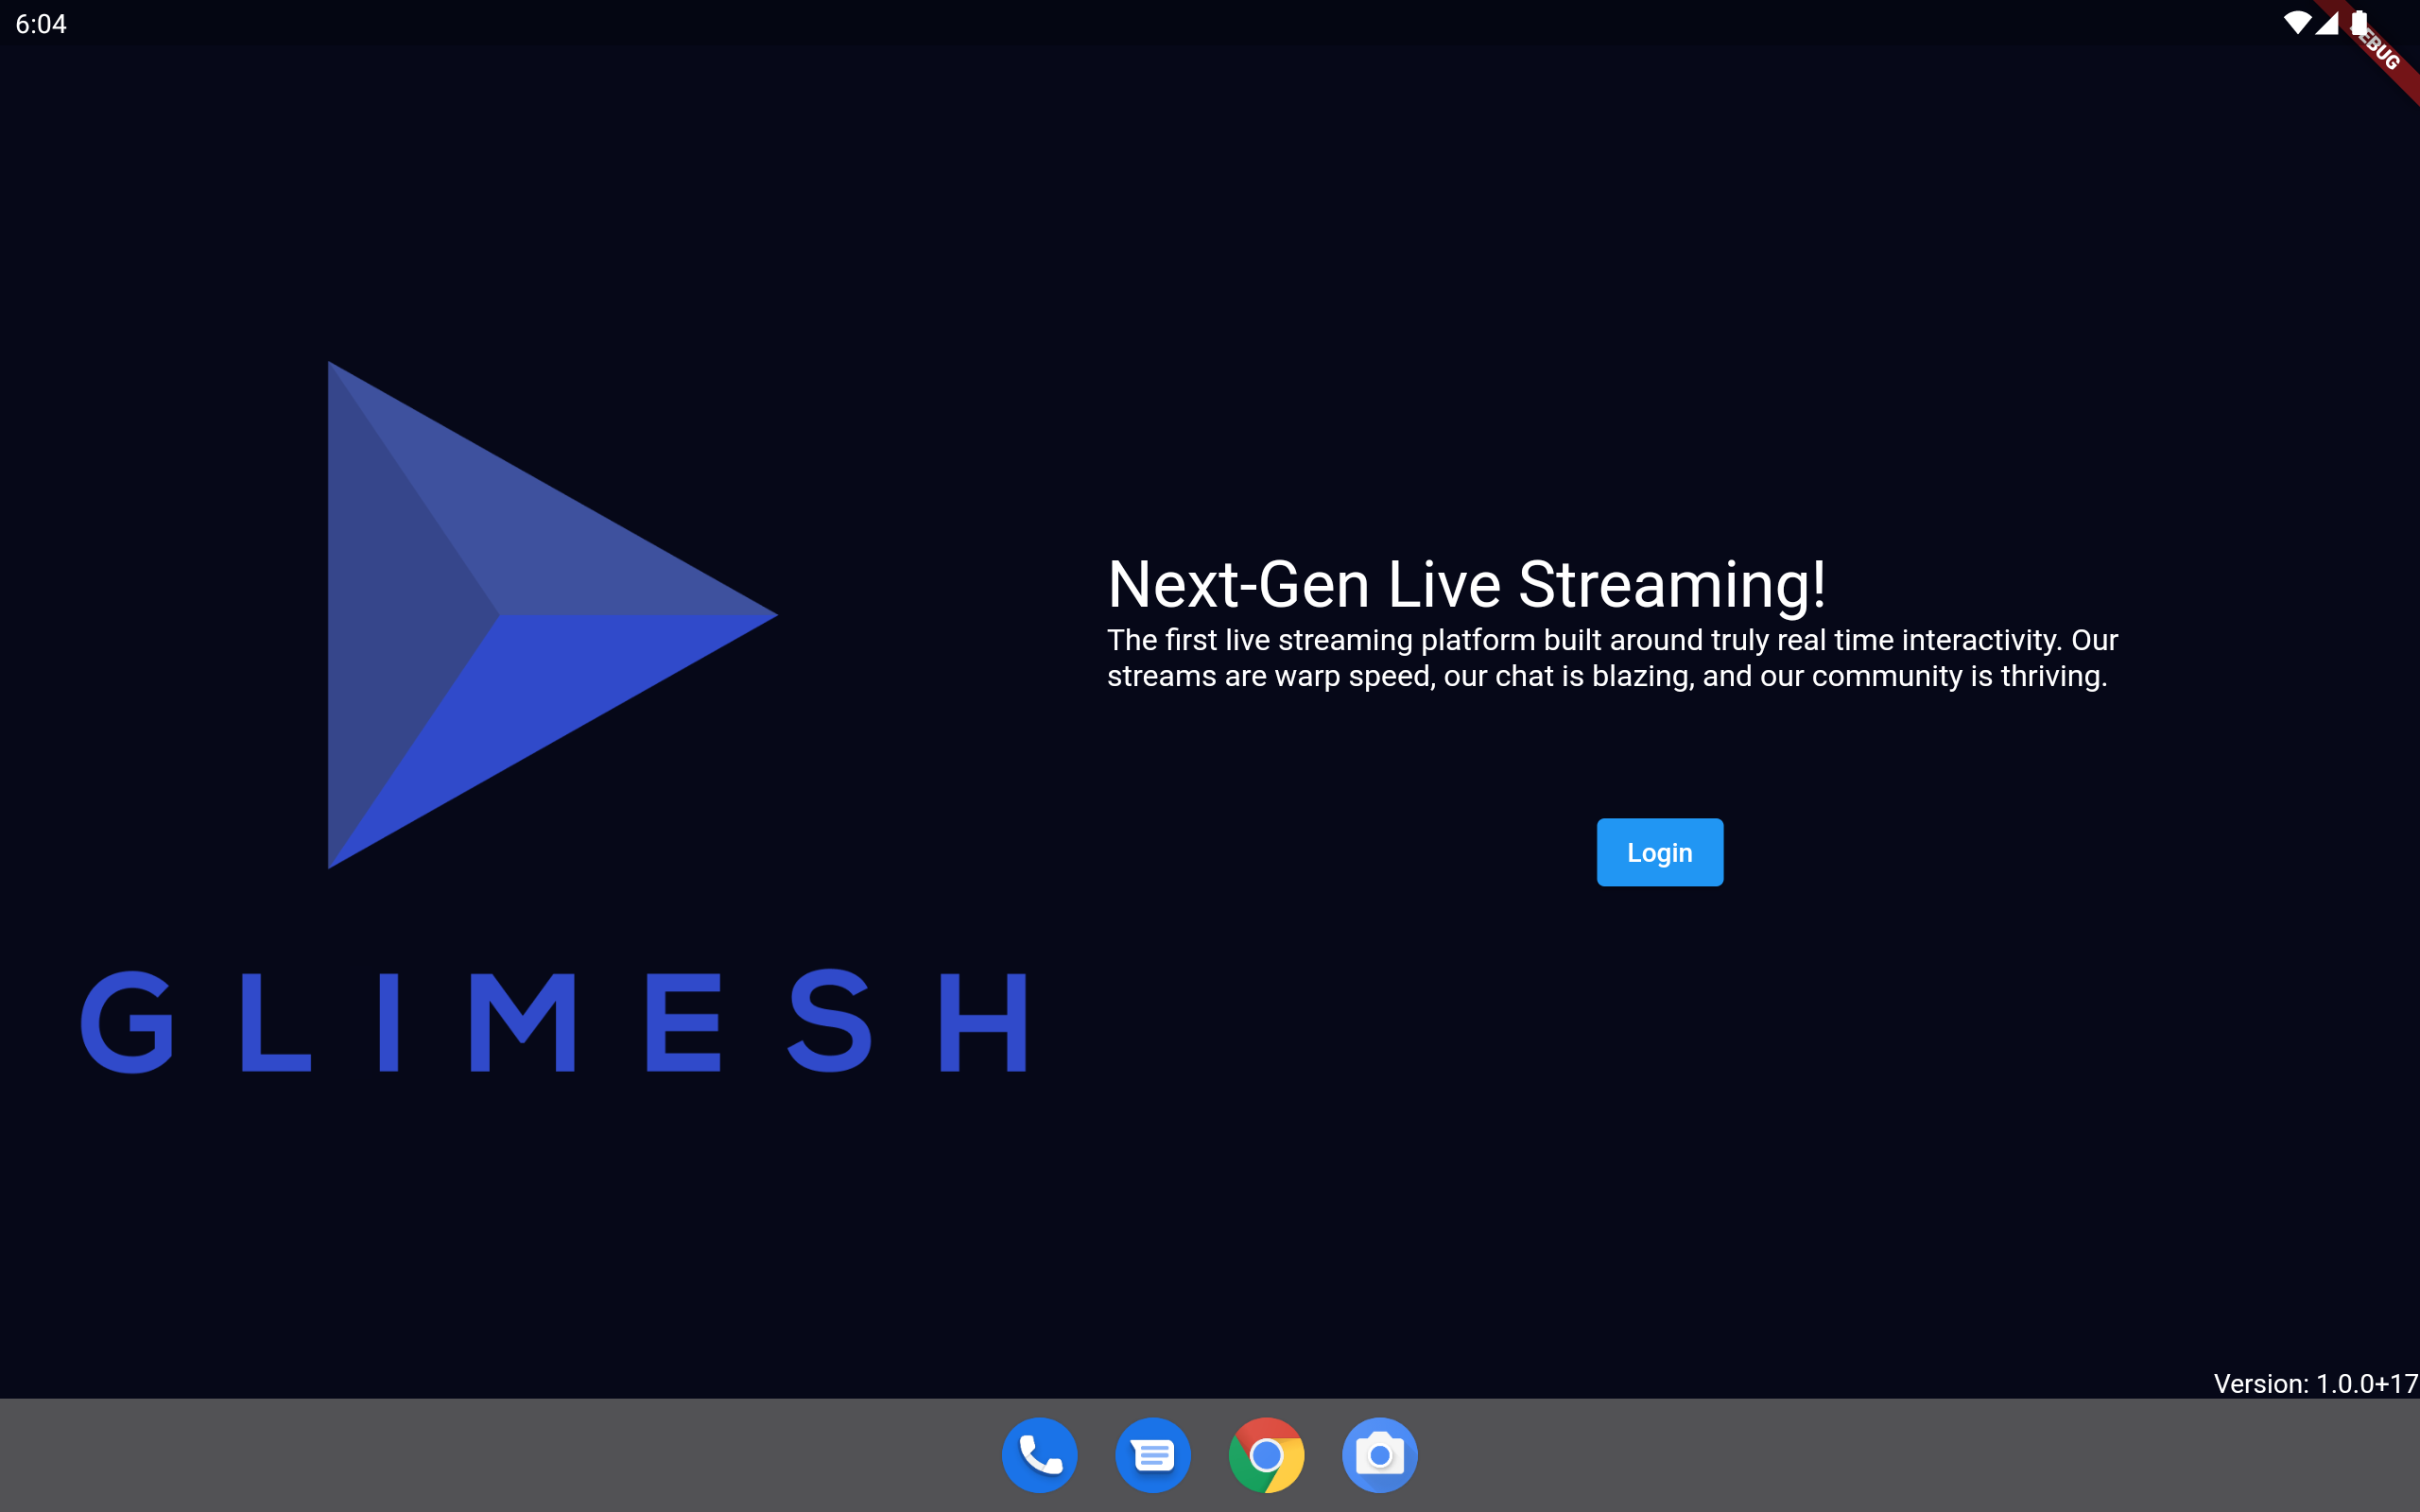 6:04
EBUG
Next-Gen Live Streaming!
The first live streaming platform built around truly real time interactivity. Our
streams are warp speed, our chat is blazing, and our community is thriving.
Login
GLIMESH
Version: 1.0.0+17